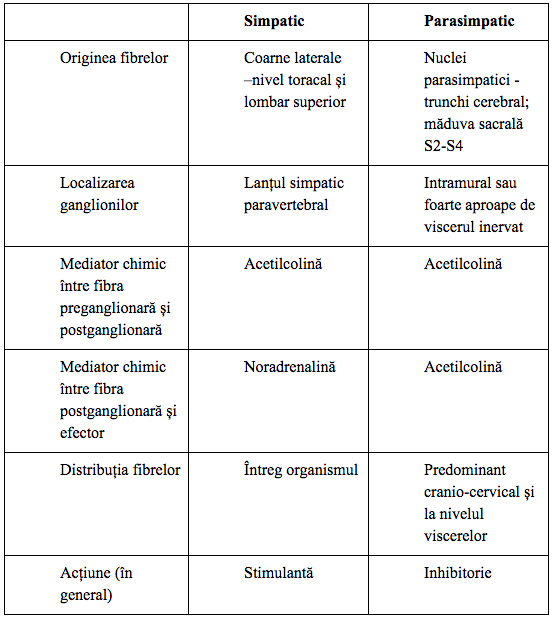 Simpatic
Parasimpatic
Originea fibrelor
Coarne laterale
–nivel toracal și
lombar superior
Nuclei
parasimpatici -
trunchi cerebral;
măduva sacrală
S2-S4
Localizarea
ganglionilor
Lanțul simpatic
paravertebral
Intramural sau
foarte aproape de
viscerul inervat
Mediator chimic
între fibra
preganglionară și
postganglionară
Acetilcolină
Acetilcolină
Mediator chimic
între fibra
postganglionară și
efector
Noradrenalină
Acetilcolină
Distribuția fibrelor
Întreg organismul
Predominant
cranio-cervical și
la nivelul
viscerelor
Acțiune (în
general)
Stimulantă
Inhibitorie